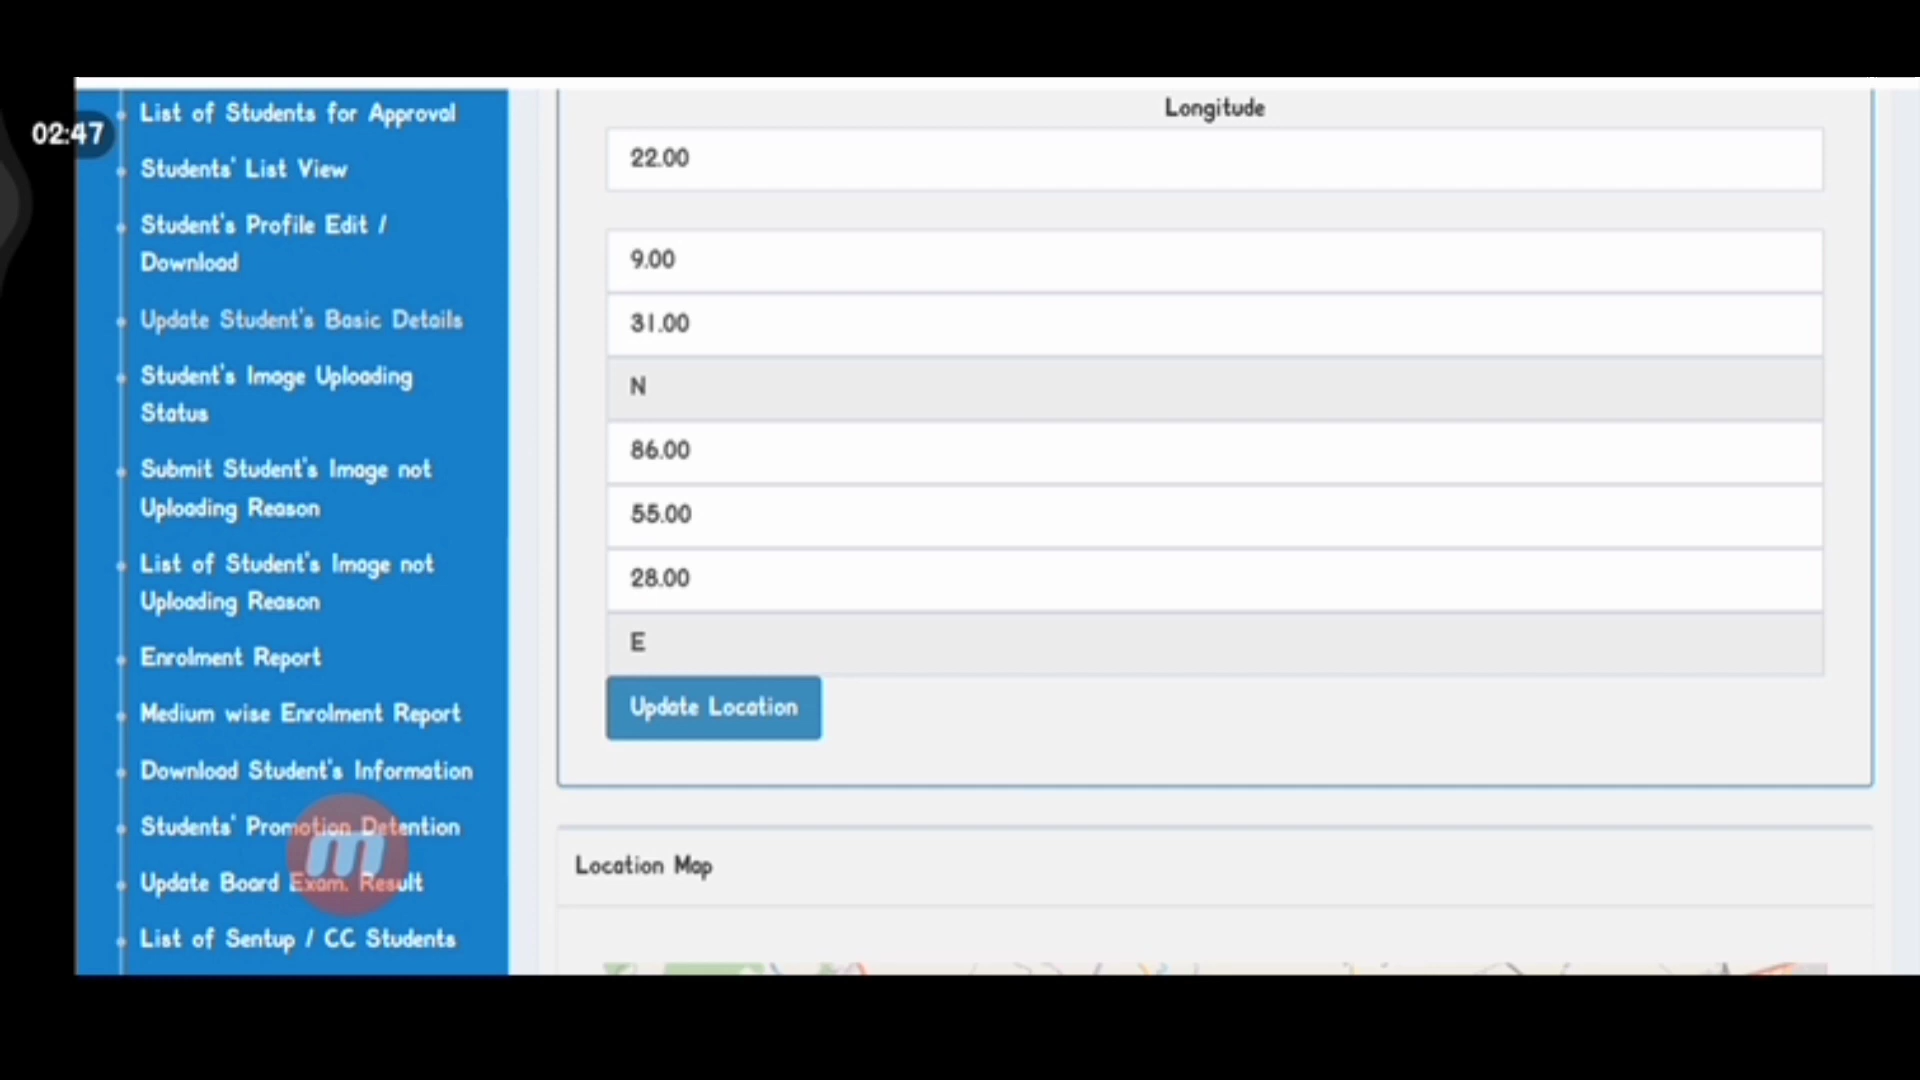 02:47
List of Students for Approval
Students' List View
Student's Profile Edit /
Download
Update Student's Basic Details
Student's Image Uploading
Status
Submit Student's Image not
Uploading Reason
List of Student's Image not
Uploading Reason
Enrolment Report
Medium wise Enrolment Report
Download Student's Information
Students' Promotion Detention
Update Board Exam. Result
List of Sentup / CC Students
Longitude
22.00
9.00
31.00
N
86.00
55.00
28.00
E
Update Location
Location Map
m